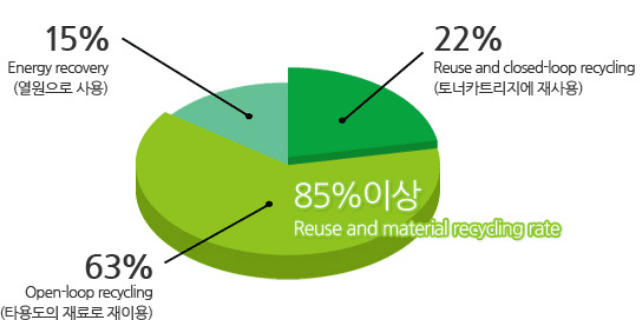 15%
Energy recovery
(열원으로 사용)
22%
Reuse and closed-loop recycling
(토너카트리지에 재사용)
85%이상
Reuse and material recycling rate
63%
Open-loop recycling
(타용도의 재료로 재이용)